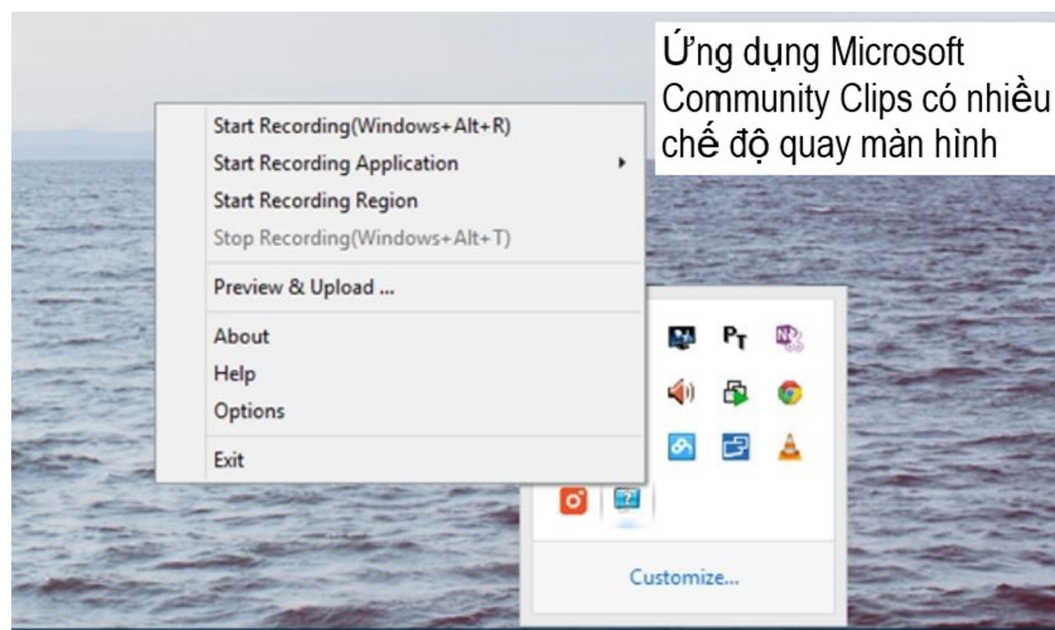 Ứng dụng Microsoft
Community Clips có nhiều
chế độ quay màn hình
Start Recording(Windows+Alt+R)
Start Recording Application
Start Recording Region
Stop Recording(Windows+Alt+T)
Preview & Upload ...
About
Help
Options
Exit
PT
N
Customize...